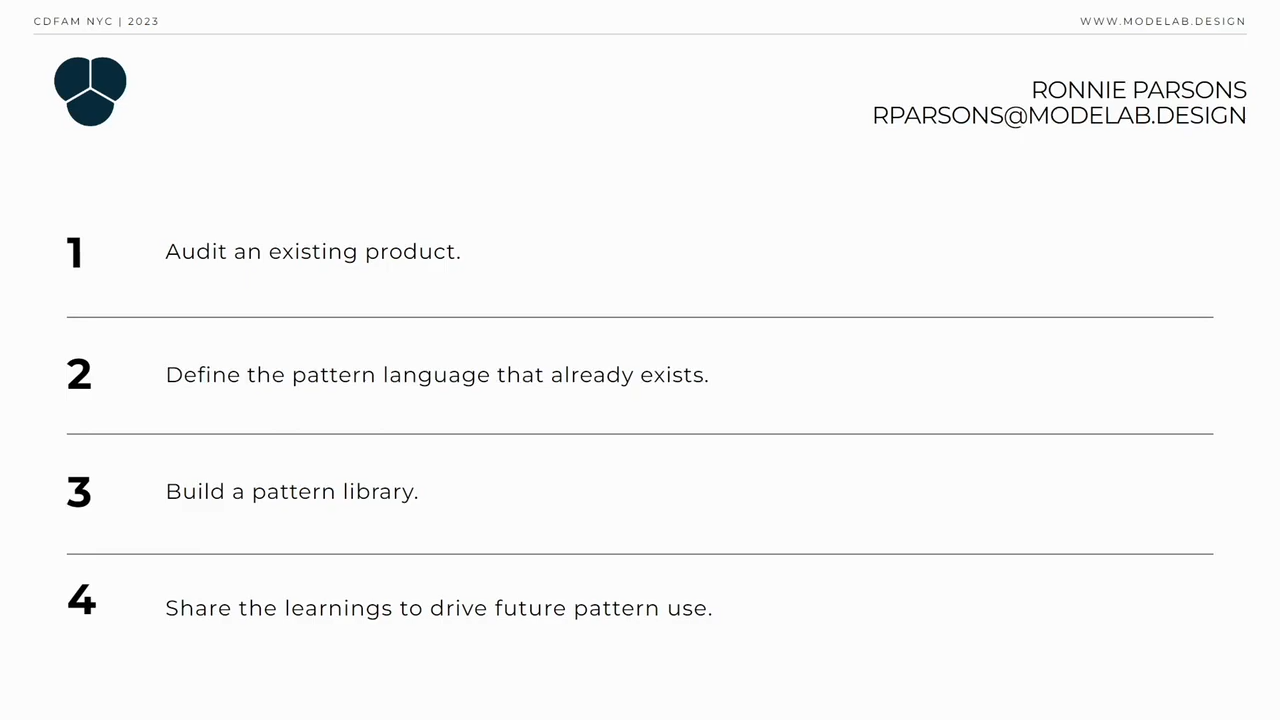 CDFAM NYC | 2023
WWW.MODELAB.DESIGN
RONNIE PARSONS
RPARSONS@MODELAB.DESIGN
1 Audit an existing product.
2 Define the pattern language that already exists.
3 Build a pattern library.
4 Share the learnings to drive future pattern use.